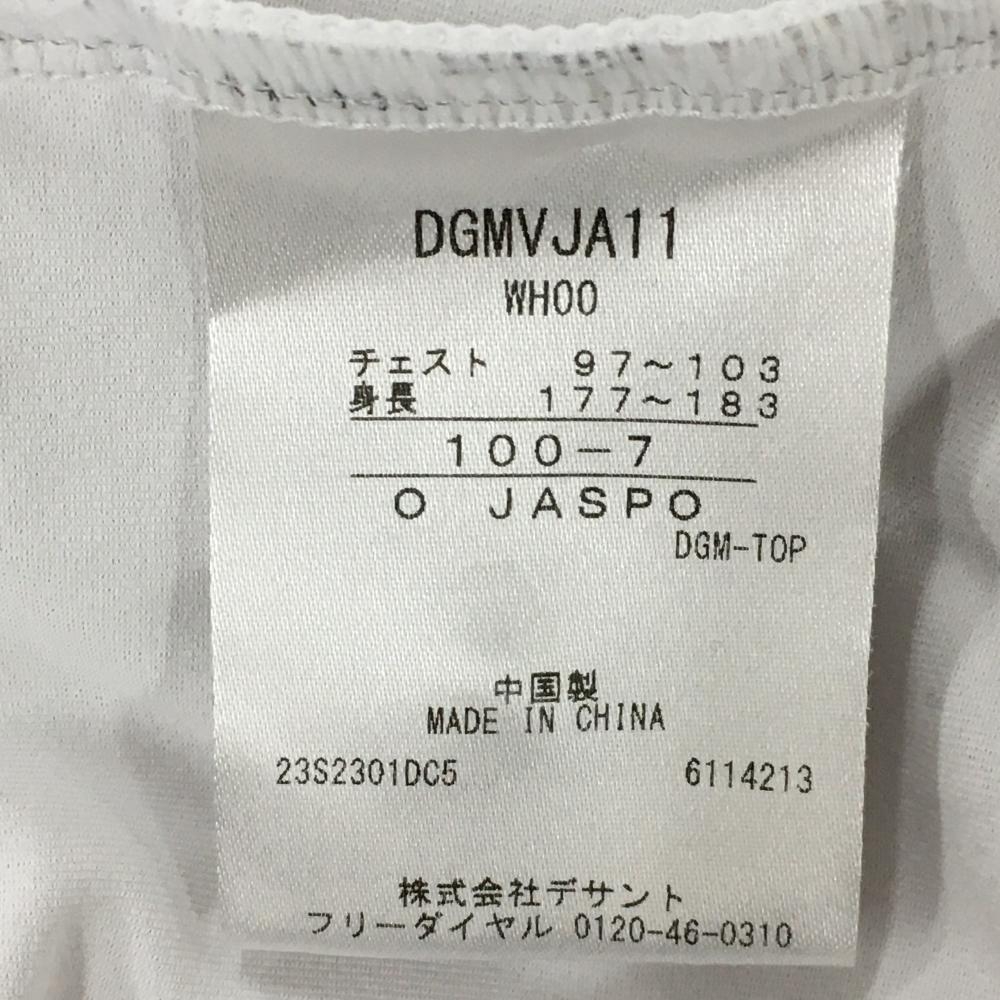 DGMVJA11
WH00
チェスト 97～103
身長 177～183
100-7
O JASPO
DGM-TOP
中国製
MADE IN CHINA
23S2301DC5 6114213
株式会社デサント
フリーダイヤル 0120-46-0310